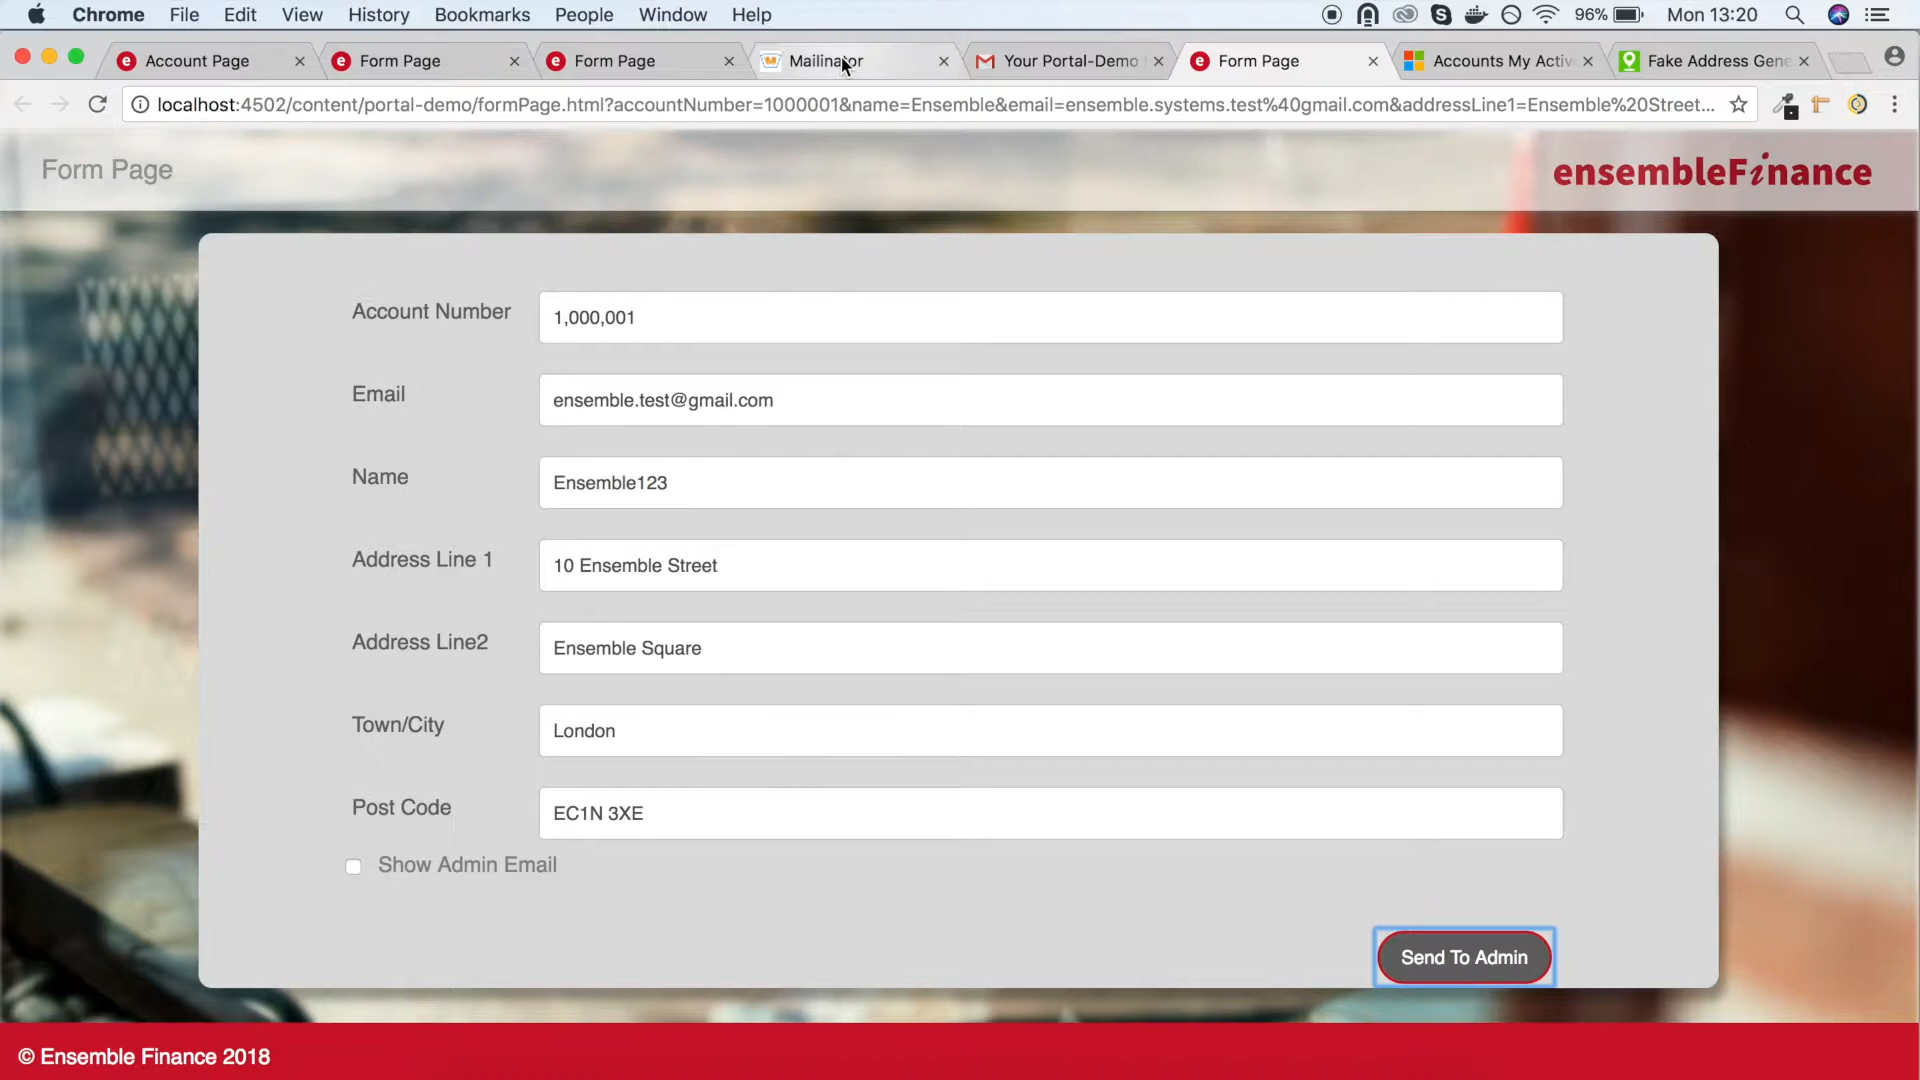 Chrome File Edit View History Bookmarks People Window Help 96% Mon 13:20
Account Page Form Page Form Page Mailinator Your Portal-Demo Form Page Accounts My Activ Fake Address Gene
localhost:4502/content/portal-demo/formPage.html?accountNumber=1000001&name=Ensemble&email=ensemble.systems.test%40gmail.com&addressLine1=Ensemble%20Street...
Form Page
ensembleFinance
Account Number 1,000,001
Email ensemble.test@gmail.com
Name Ensemble123
Address Line 1 10 Ensemble Street
Address Line2 Ensemble Square
Town/City London
Post Code EC1N 3XE
Show Admin Email
Send To Admin
© Ensemble Finance 2018